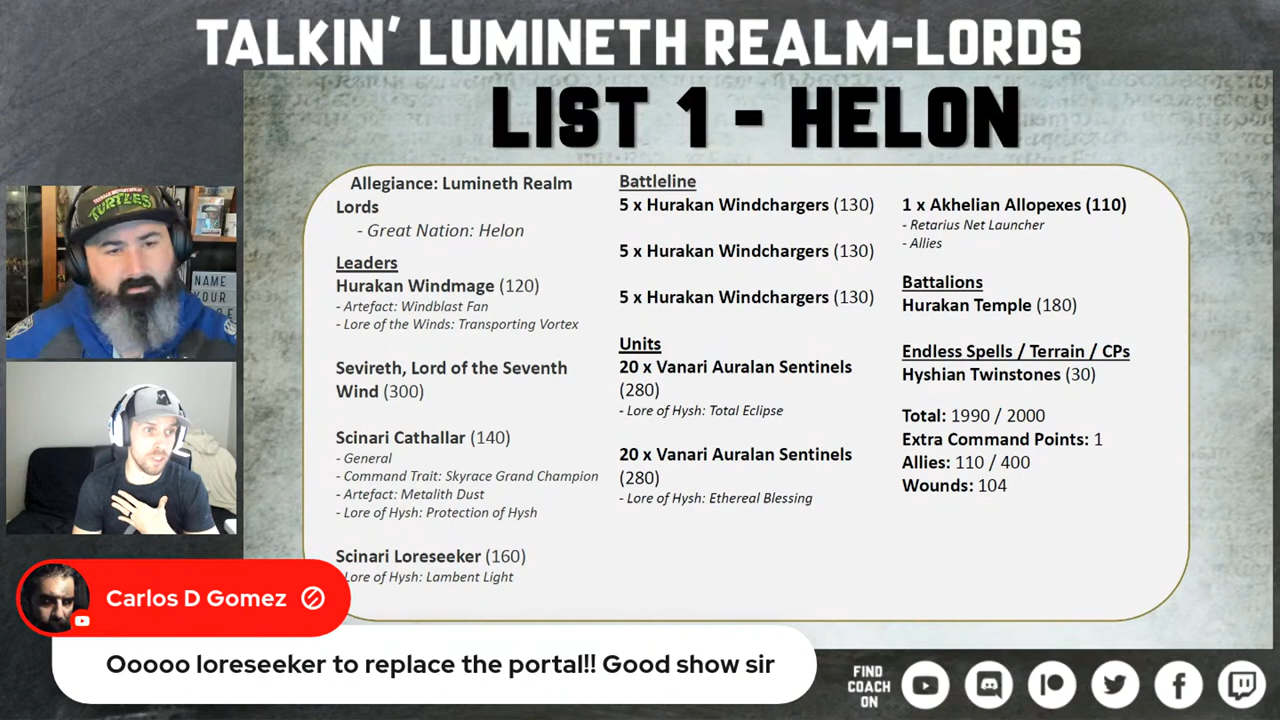 TALKIN' LUMINETH REALM-LORDS
LIST 1 - HELON
Allegiance: Lumineth Realm
Lords
- Great Nation: Helon
Leaders
Hurakan Windmage (120)
- Artefact: Windblast Fan
- Lore of the Winds: Transporting Vortex
Sevireth, Lord of the Seventh
Wind (300)
Scinari Cathallar (140)
- General
- Command Trait: Skyrace Grand Champion
- Artefact: Metalith Dust
- Lore of Hysh: Protection of Hysh
Scinari Loreseeker (160)
Lore of Hysh: Lambent Light
Battleline
5 x Hurakan Windchargers (130)
5 x Hurakan Windchargers (130)
5 x Hurakan Windchargers (130)
Units
20 x Vanari Auralan Sentinels
(280)
- Lore of Hysh: Total Eclipse
20 x Vanari Auralan Sentinels
(280)
- Lore of Hysh: Ethereal Blessing
1 x Akhelian Allopexes (110)
- Retarius Net Launcher
- Allies
Battalions
Hurakan Temple (180)
Endless Spells / Terrain / CPs
Hyshian Twinstones (30)
Total: 1990 / 2000
Extra Command Points: 1
Allies: 110 / 400
Wounds: 104
TURTLES
NAME
YOUR
Carlos D Gomez
Ooooo loreseeker to replace the portal!! Good show sir
FIND
COACH
ON